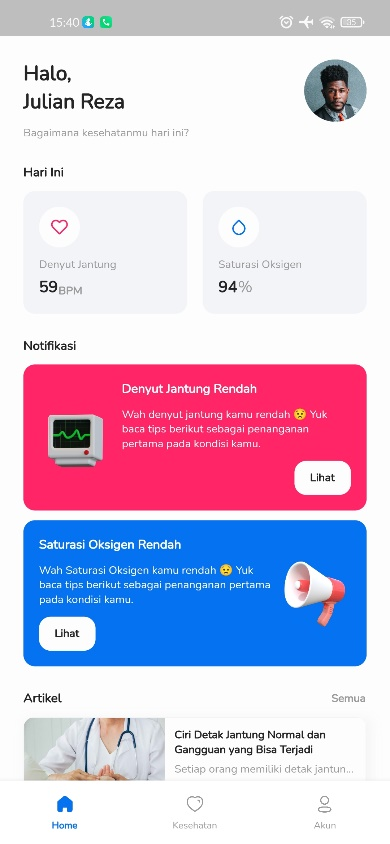 15:40
Halo,
Julian Reza
Bagaimana kesehatanmu hari ini?
Hari Ini
Denyut Jantung
59BPM
Saturasi Oksigen
94%
Notifikasi
Denyut Jantung Rendah
Wah denyut jantung kamu rendah 😟 Yuk
baca tips berikut sebagai penanganan
pertama pada kondisi kamu.
Lihat
Saturasi Oksigen Rendah
Wah Saturasi Oksigen kamu rendah 😟 Yuk
baca tips berikut sebagai penanganan pertama
pada kondisi kamu.
Lihat
Artikel
Semua
Ciri Detak Jantung Normal dan
Gangguan yang Bisa Terjadi
Setiap orang memiliki detak jantun...
Home
Kesehatan
Akun